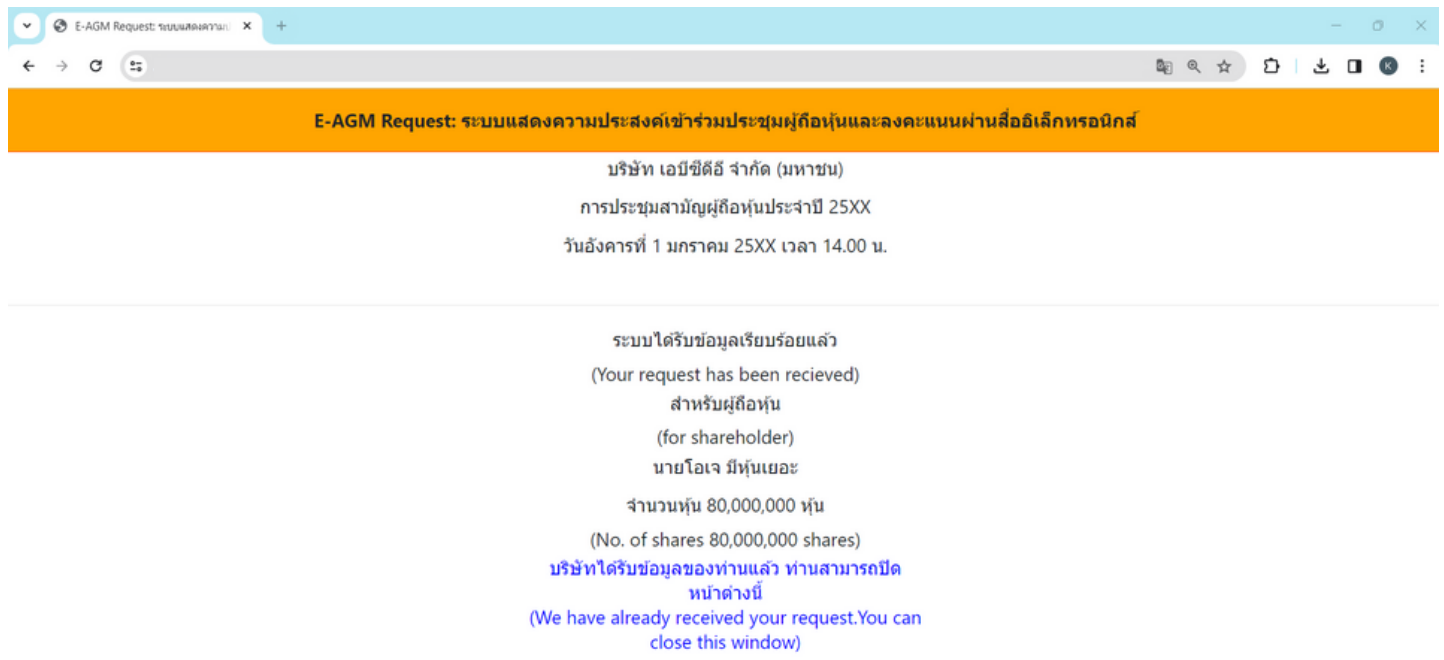 E-AGM Request: ระบบแสดงความป
E-AGM Request: ระบบแสดงความประสงค์เข้าร่วมประชุมผู้ถือหุ้นและลงคะแนนผ่านสื่ออิเล็กทรอนิกส์
บริษัท เอบีซีดีอี จำกัด (มหาชน)
การประชุมสามัญผู้ถือหุ้นประจำปี 25XX
วันอังคารที่ 1 มกราคม 25XX เวลา 14.00 น.
ระบบได้รับข้อมูลเรียบร้อยแล้ว
(Your request has been recieved)
สำหรับผู้ถือหุ้น
(for shareholder)
นายโอเจ มีหุ้นเยอะ
จำนวนหุ้น 80,000,000 หุ้น
(No. of shares 80,000,000 shares)
บริษัทได้รับข้อมูลของท่านแล้ว ท่านสามารถปิด
หน้าต่างนี้
(We have already received your request.You can
close this window)
K